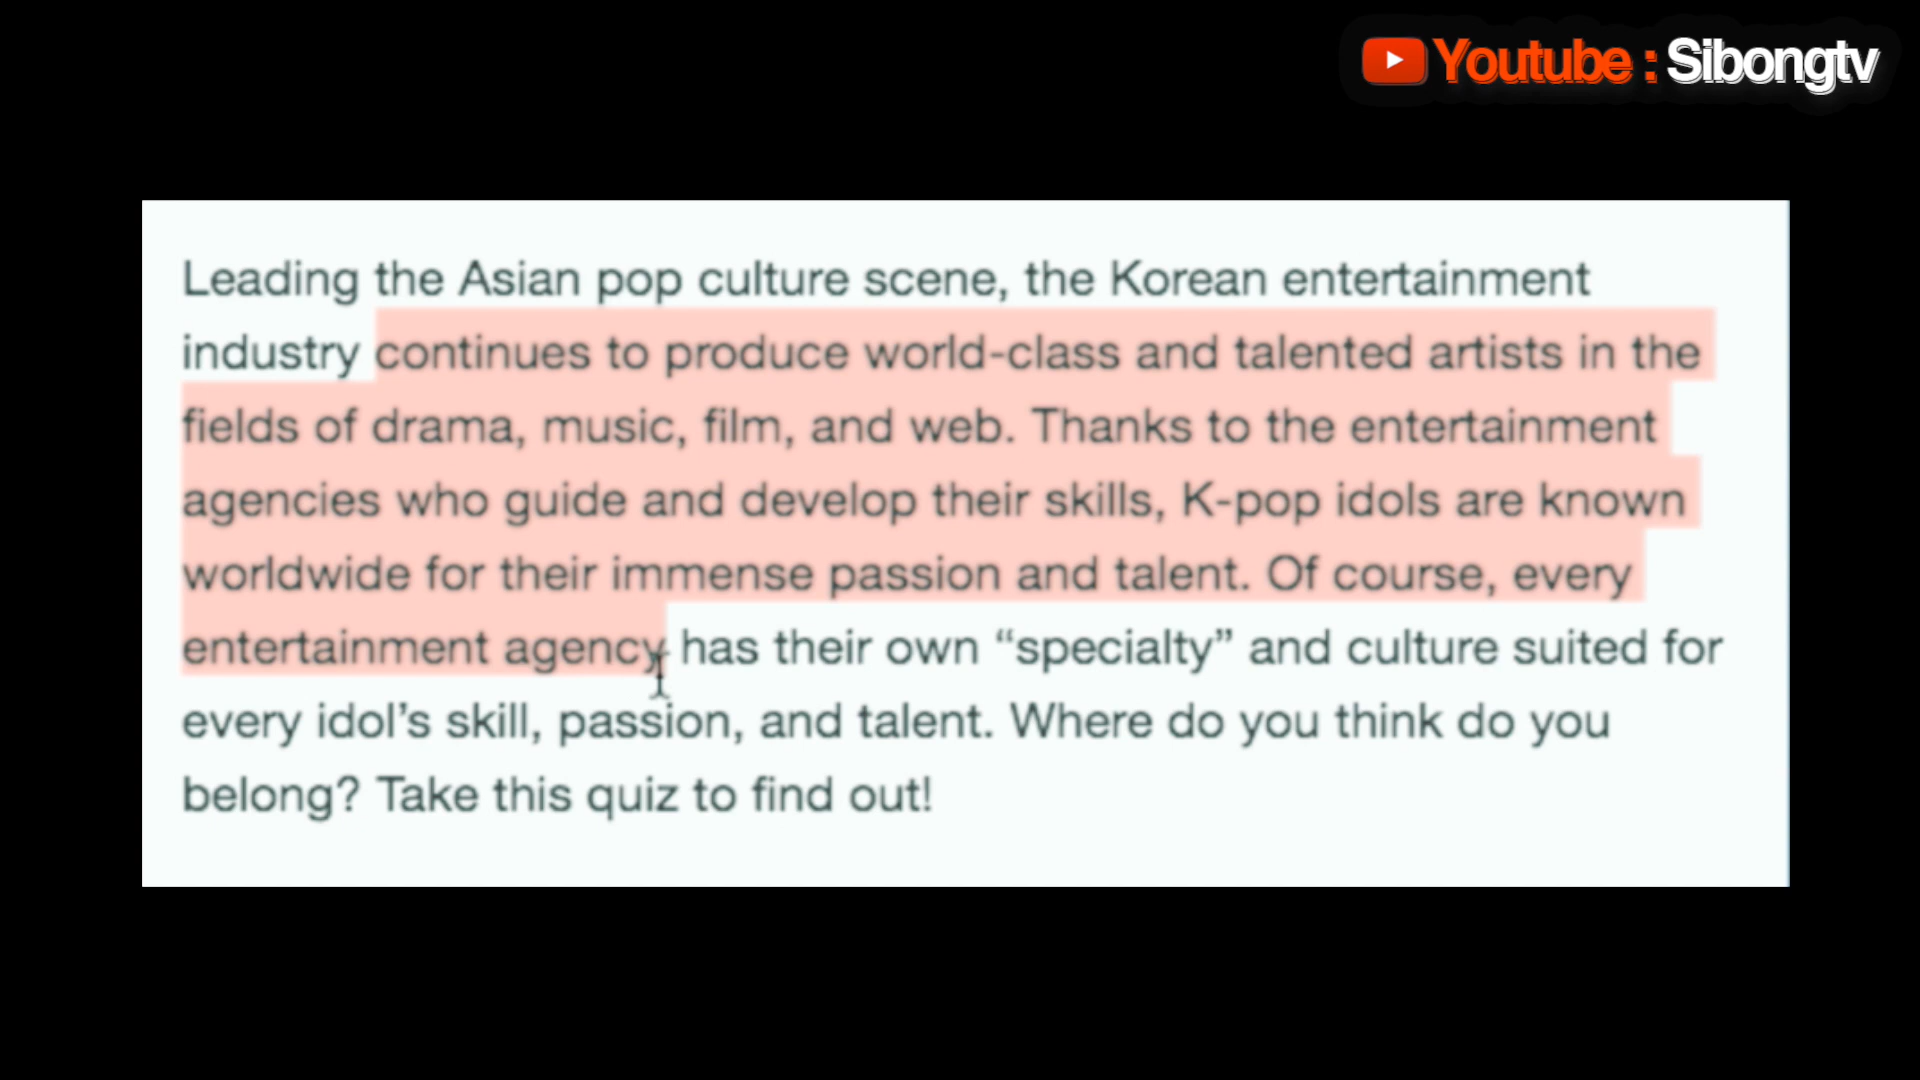 Youtube : Sibongtv
Leading the Asian pop culture scene, the Korean entertainment
industry continues to produce world-class and talented artists in the
fields of drama, music, film, and web. Thanks to the entertainment
agencies who guide and develop their skills, K-pop idols are known
worldwide for their immense passion and talent. Of course, every
entertainment agency has their own “specialty” and culture suited for
every idol’s skill, passion, and talent. Where do you think do you
belong? Take this quiz to find out!